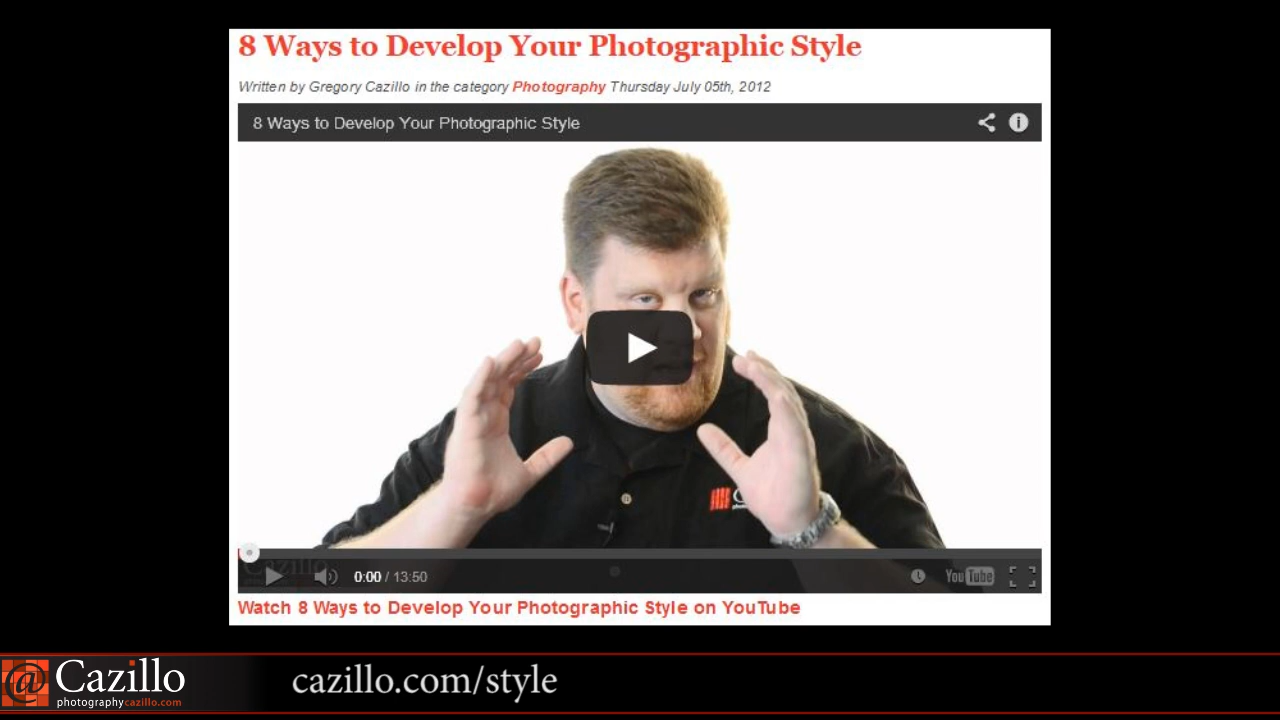 8 Ways to Develop Your Photographic Style
Written by Gregory Cazillo in the category Photography Thursday July 05th, 2012
8 Ways to Develop Your Photographic Style
0:00 / 13:50
YouTube
Watch 8 Ways to Develop Your Photographic Style on YouTube
@ Cazillo
photographycazillo.com
cazillo.com/style